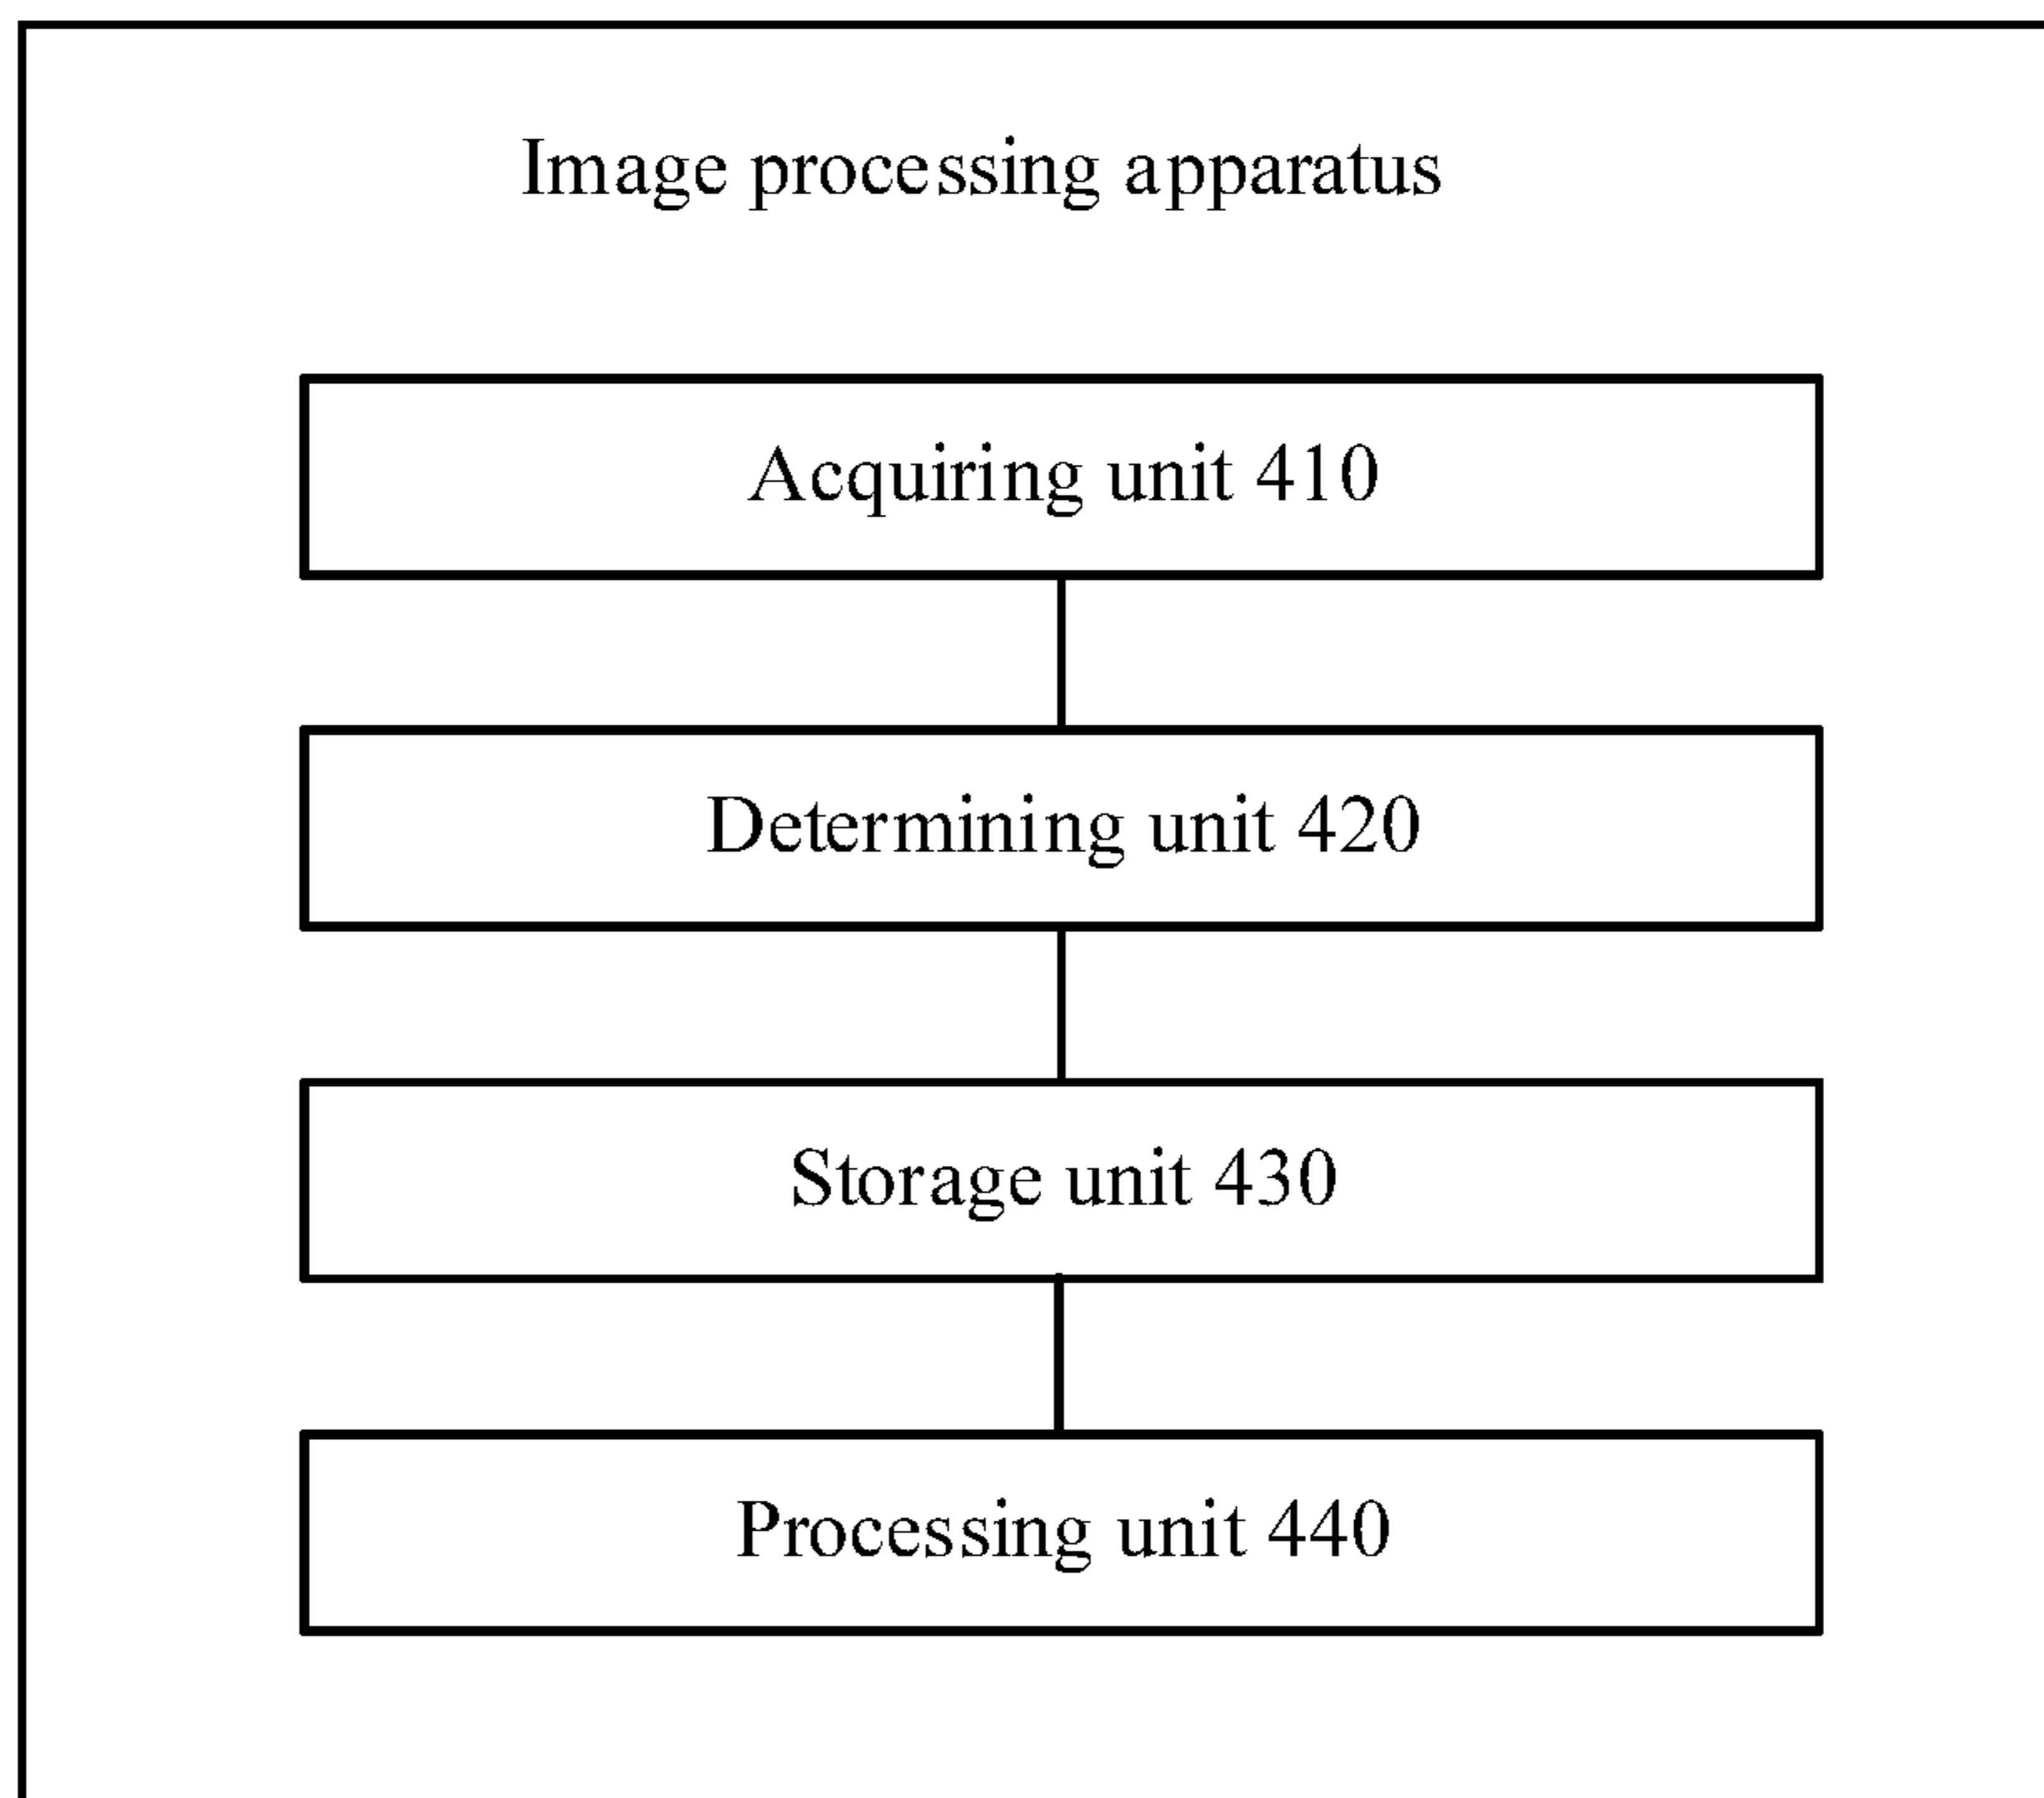 Image processing apparatus
Acquiring unit 410
Determining unit 420
Storage unit 430
Processing unit 440